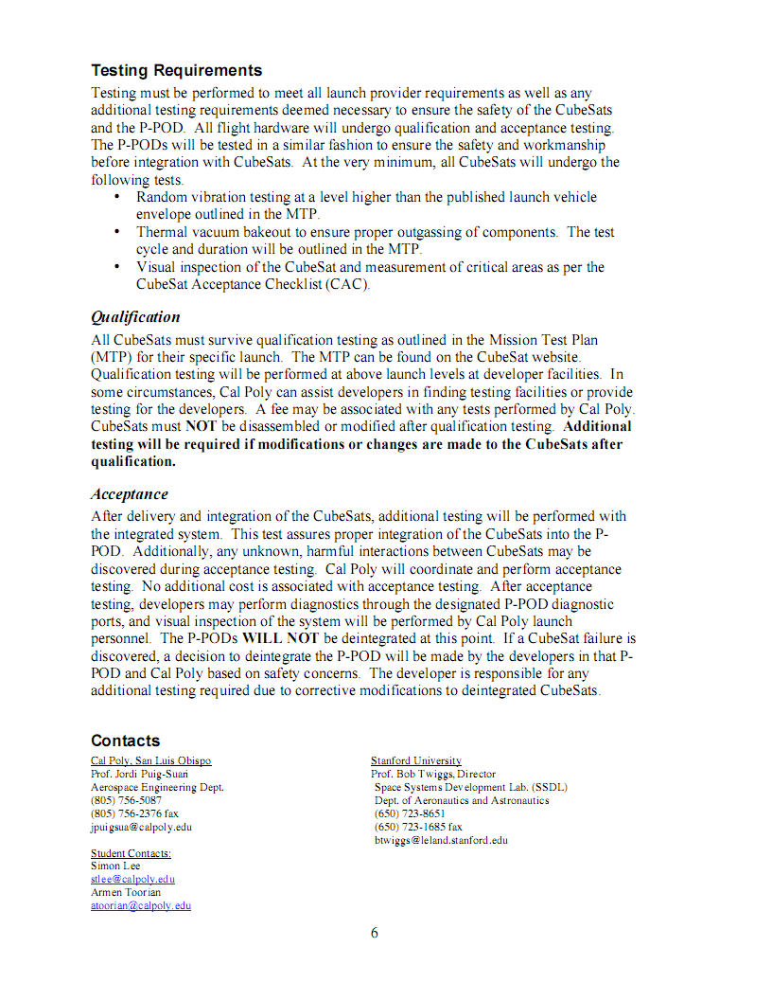 Testing Requirements
Testing must be performed to meet all launch provider requirements as well as any
additional testing requirements deemed necessary to ensure the safety of the CubeSats
and the P-POD.  All flight hardware will undergo qualification and acceptance testing.
The P-PODs will be tested in a similar fashion to ensure the safety and workmanship
before integration with CubeSats.  At the very minimum, all CubeSats will undergo the
following tests.
• Random vibration testing at a level higher than the published launch vehicle
envelope outlined in the MTP.
• Thermal vacuum bakeout to ensure proper outgassing of components.  The test
cycle and duration will be outlined in the MTP.
• Visual inspection of the CubeSat and measurement of critical areas as per the
CubeSat Acceptance Checklist (CAC).
Qualification
All CubeSats must survive qualification testing as outlined in the Mission Test Plan
(MTP) for their specific launch.  The MTP can be found on the CubeSat website.
Qualification testing will be performed at above launch levels at developer facilities.  In
some circumstances, Cal Poly can assist developers in finding testing facilities or provide
testing for the developers.  A fee may be associated with any tests performed by Cal Poly.
CubeSats must NOT be disassembled or modified after qualification testing.  Additional
testing will be required if modifications or changes are made to the CubeSats after
qualification.
Acceptance
After delivery and integration of the CubeSats, additional testing will be performed with
the integrated system.  This test assures proper integration of the CubeSats into the P-
POD.  Additionally, any unknown, harmful interactions between CubeSats may be
discovered during acceptance testing.  Cal Poly will coordinate and perform acceptance
testing.  No additional cost is associated with acceptance testing.  After acceptance
testing, developers may perform diagnostics through the designated P-POD diagnostic
ports, and visual inspection of the system will be performed by Cal Poly launch
personnel.  The P-PODs WILL NOT be deintegrated at this point.  If a CubeSat failure is
discovered, a decision to deintegrate the P-POD will be made by the developers in that P-
POD and Cal Poly based on safety concerns.  The developer is responsible for any
additional testing required due to corrective modifications to deintegrated CubeSats.
Contacts
Cal Poly, San Luis Obispo
Prof. Jordi Puig-Suari
Aerospace Engineering Dept.
(805) 756-5087
(805) 756-2376 fax
jpuigsua@calpoly.edu
Student Contacts:
Simon Lee
stlee@calpoly.edu
Armen Toorian
atoorian@calpoly.edu
Stanford University
Prof. Bob Twiggs, Director
Space Systems Development Lab. (SSDL)
Dept. of Aeronautics and Astronautics
(650) 723-8651
(650) 723-1685 fax
btwiggs@leland.stanford.edu
6